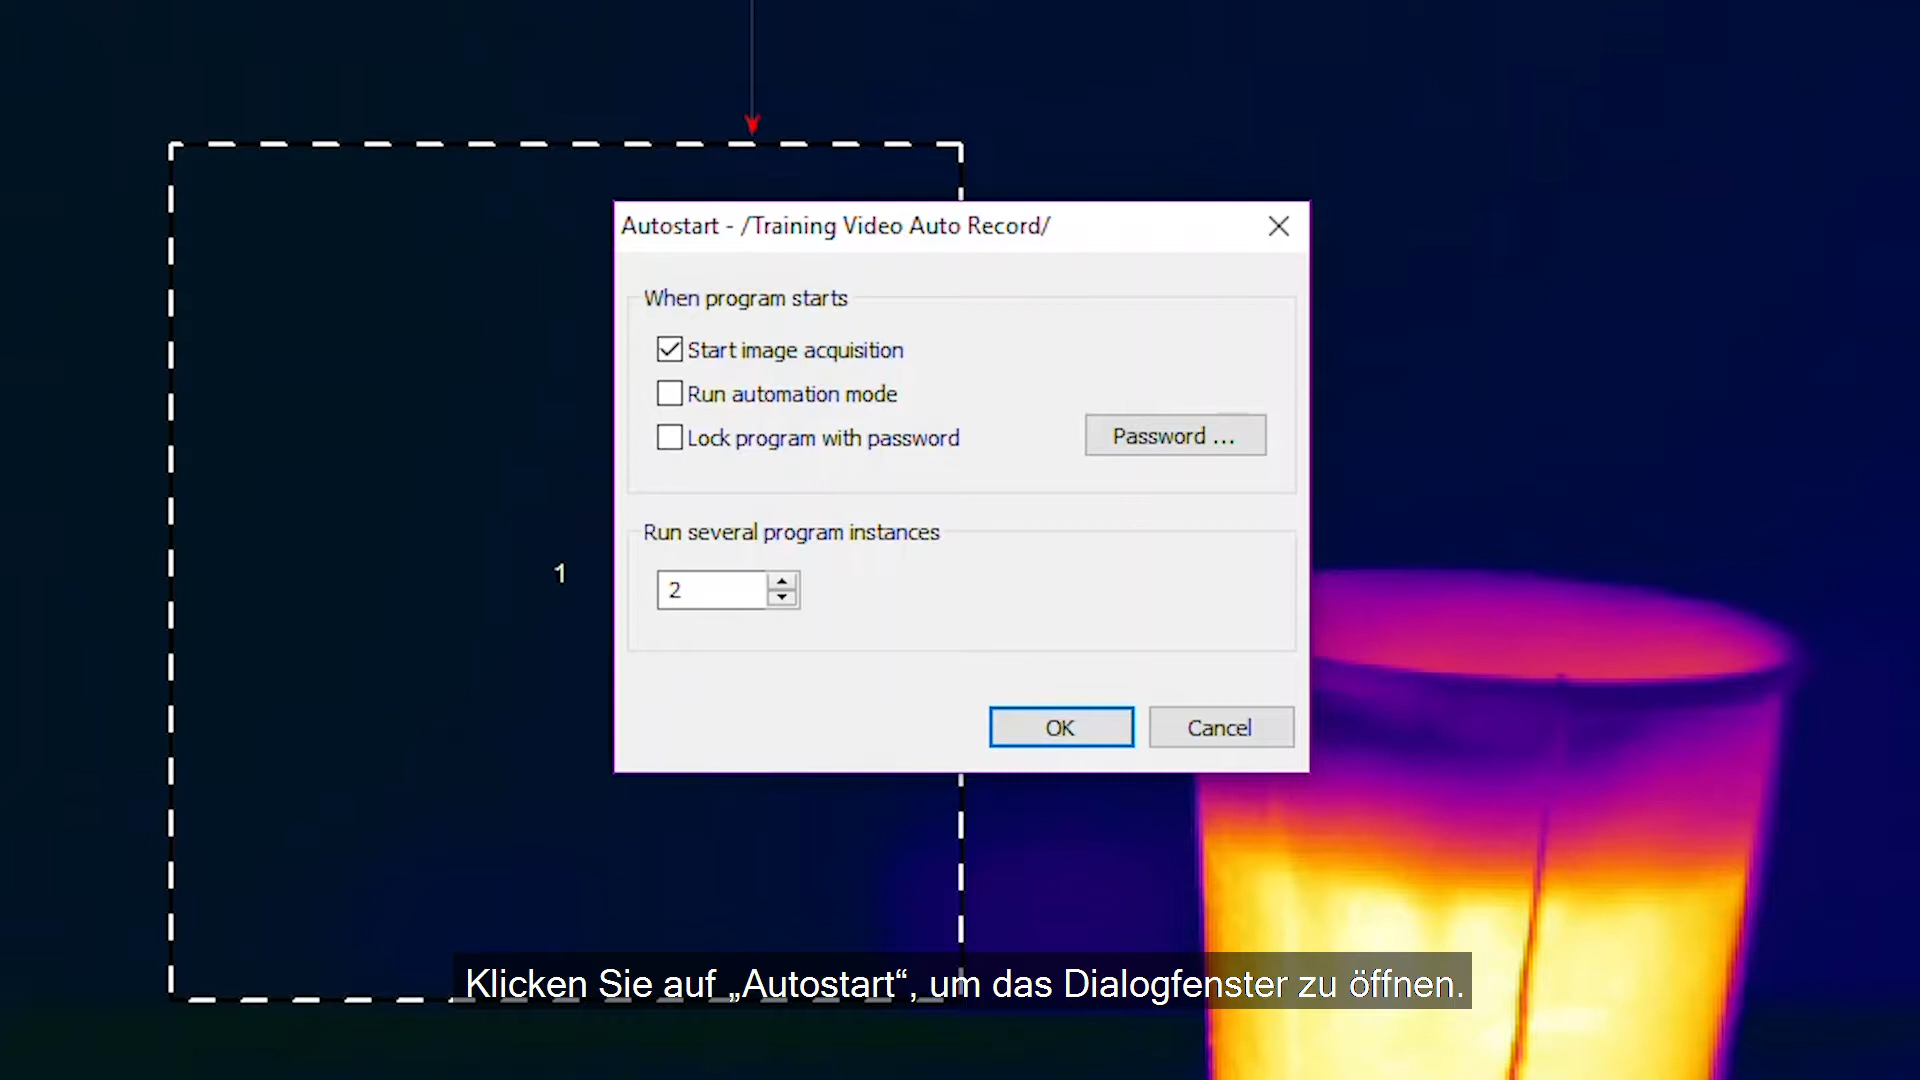 Autostart - /Training Video Auto Record/
When program starts
Start image acquisition
Run automation mode
Lock program with password
Password ...
Run several program instances
1
2
OK
Cancel
Klicken Sie auf „Autostart“, um das Dialogfenster zu öffnen.